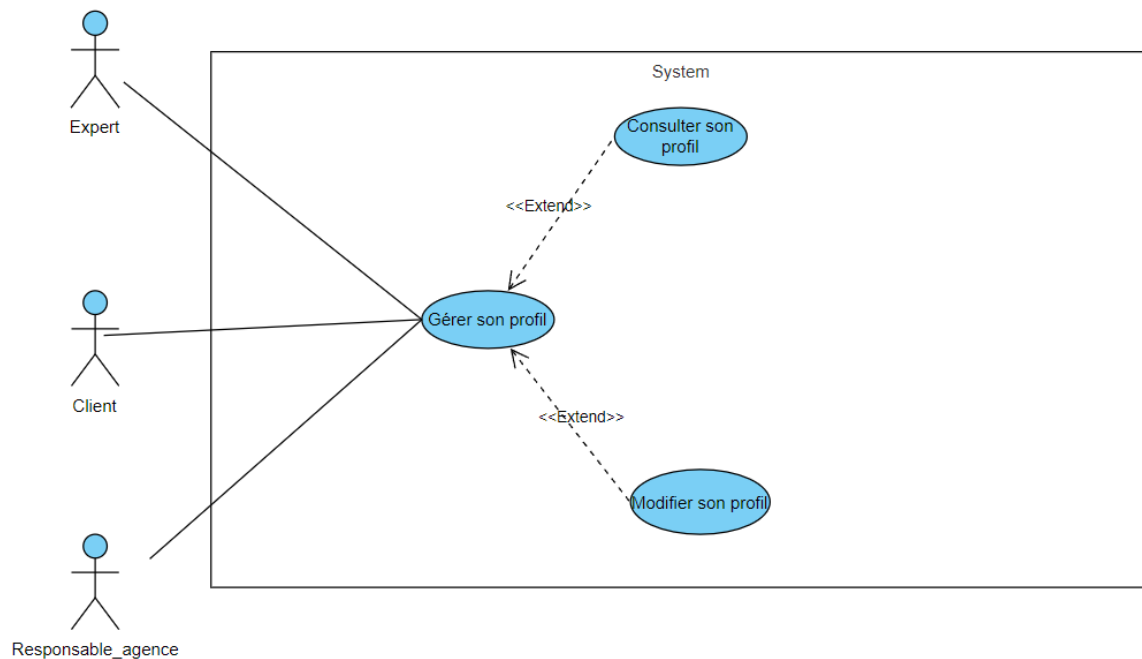 System
Expert
Consulter son
profil
<<Extend>>
Gérer son profil
Client
<<Extend>>
Modifier son profil
Responsable_agence